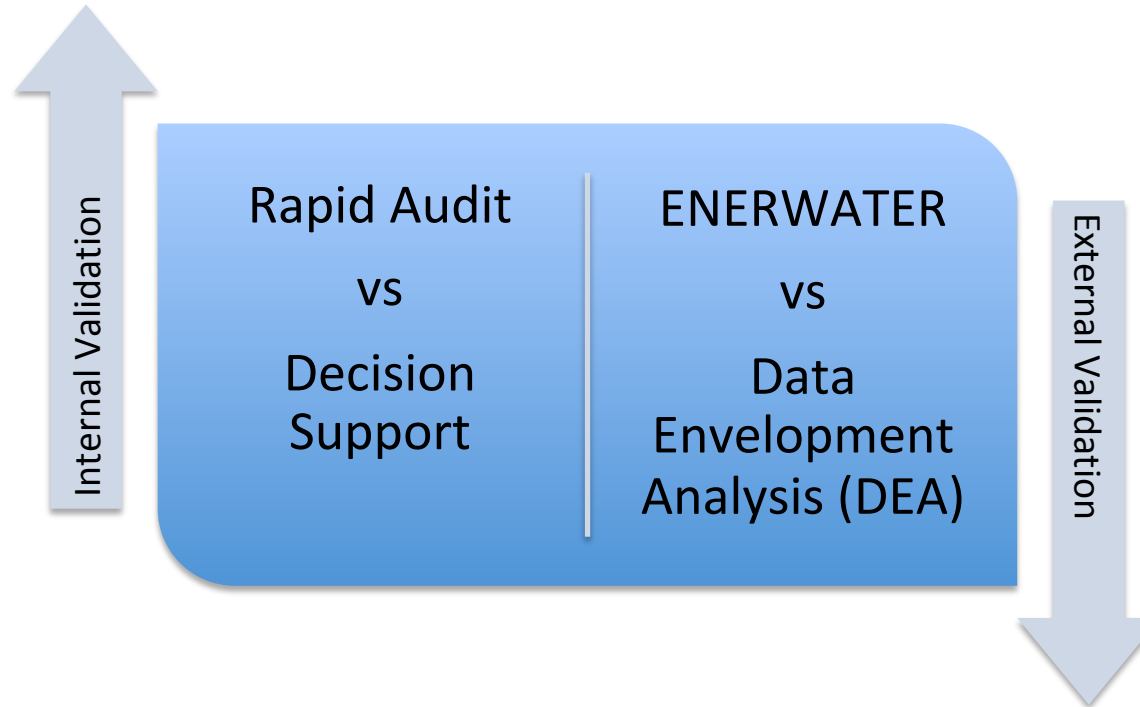 Internal Validation
Rapid Audit
vs
Decision
Support
ENERWATER
vs
Data
Envelopment
Analysis (DEA)
External Validation